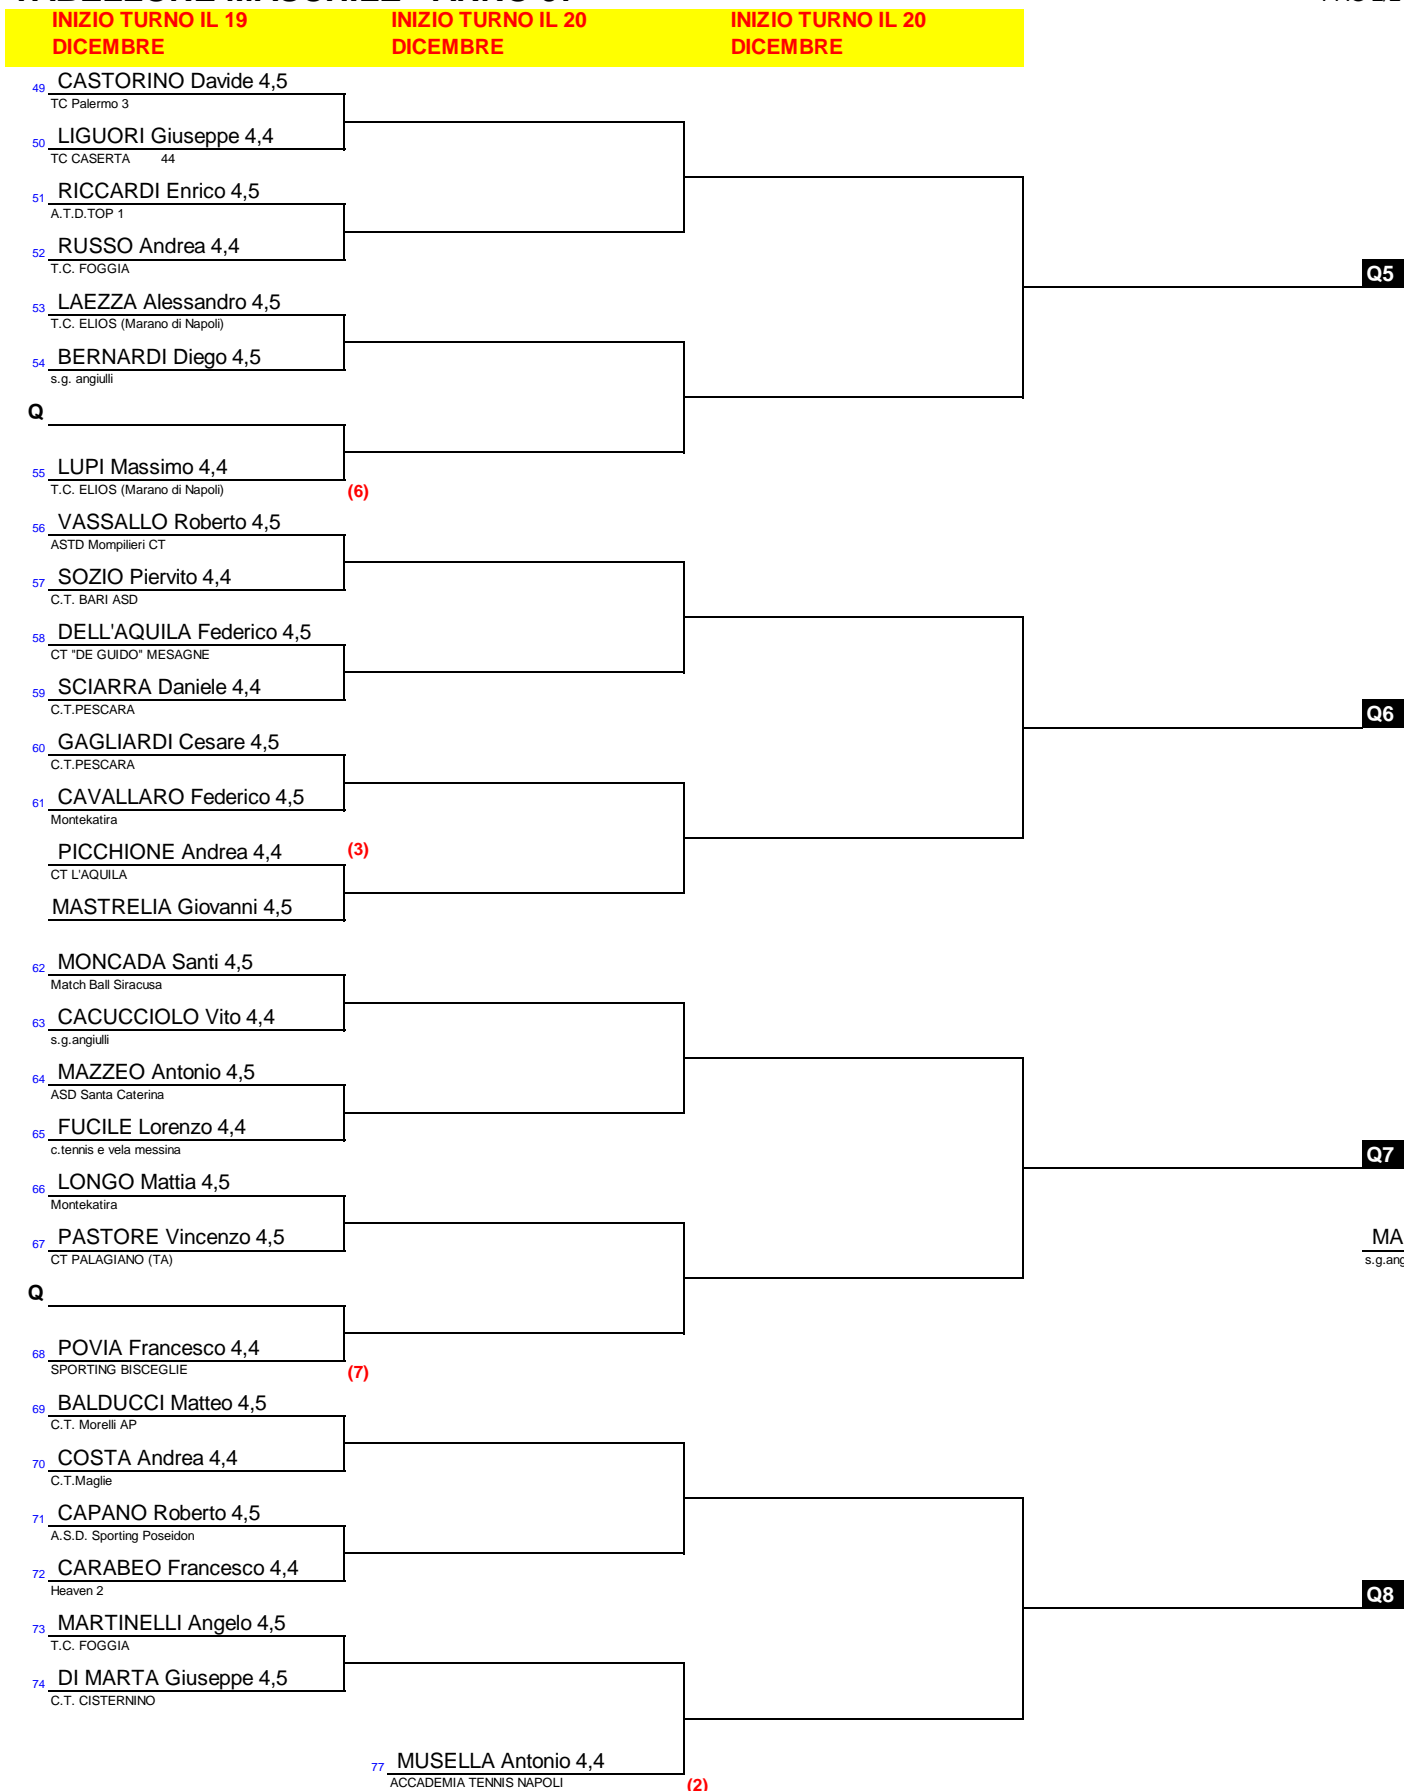 INIZIO TURNO IL 19 DICEMBRE
INIZIO TURNO IL 20 DICEMBRE
INIZIO TURNO IL 20 DICEMBRE
49 CASTORINO Davide 4,5
TC Palermo 3
50 LIGUORI Giuseppe 4,4
TC CASERTA 44
51 RICCARDI Enrico 4,5
A.T.D.TOP 1
52 RUSSO Andrea 4,4
T.C. FOGGIA
Q5
53 LAEZZA Alessandro 4,5
T.C. ELIOS (Marano di Napoli)
54 BERNARDI Diego 4,5
s.g. angiulli
Q
55 LUPI Massimo 4,4
T.C. ELIOS (Marano di Napoli)
(6)
56 VASSALLO Roberto 4,5
ASTD Mompilieri CT
57 SOZIO Piervito 4,4
C.T. BARI ASD
58 DELL'AQUILA Federico 4,5
CT "DE GUIDO" MESAGNE
59 SCIARRA Daniele 4,4
C.T.PESCARA
Q6
60 GAGLIARDI Cesare 4,5
C.T.PESCARA
61 CAVALLARO Federico 4,5
Montekatira
PICCHIONE Andrea 4,4
(3)
CT L'AQUILA
MASTRELIA Giovanni 4,5
62 MONCADA Santi 4,5
Match Ball Siracusa
63 CACUCCIOLO Vito 4,4
s.g.angiulli
64 MAZZEO Antonio 4,5
ASD Santa Caterina
65 FUCILE Lorenzo 4,4
c.tennis e vela messina
Q7
66 LONGO Mattia 4,5
Montekatira
67 PASTORE Vincenzo 4,5
CT PALAGIANO (TA)
MA
s.g.ang
Q
68 POVIA Francesco 4,4
SPORTING BISCEGLIE
(7)
69 BALDUCCI Matteo 4,5
C.T. Morelli AP
70 COSTA Andrea 4,4
C.T.Maglie
71 CAPANO Roberto 4,5
A.S.D. Sporting Poseidon
72 CARABEO Francesco 4,4
Heaven 2
Q8
73 MARTINELLI Angelo 4,5
T.C. FOGGIA
74 DI MARTA Giuseppe 4,5
C.T. CISTERNINO
77 MUSELLA Antonio 4,4
ACCADEMIA TENNIS NAPOLI
(2)